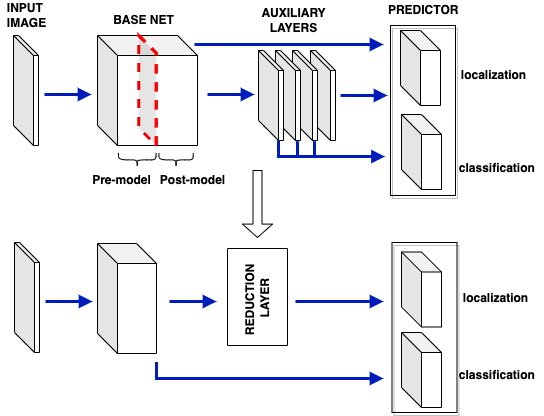 INPUT
IMAGE
BASE NET
AUXILIARY
LAYERS
PREDICTOR
localization
classification
Pre-model
Post-model
REDUCTION
LAYER
localization
classification